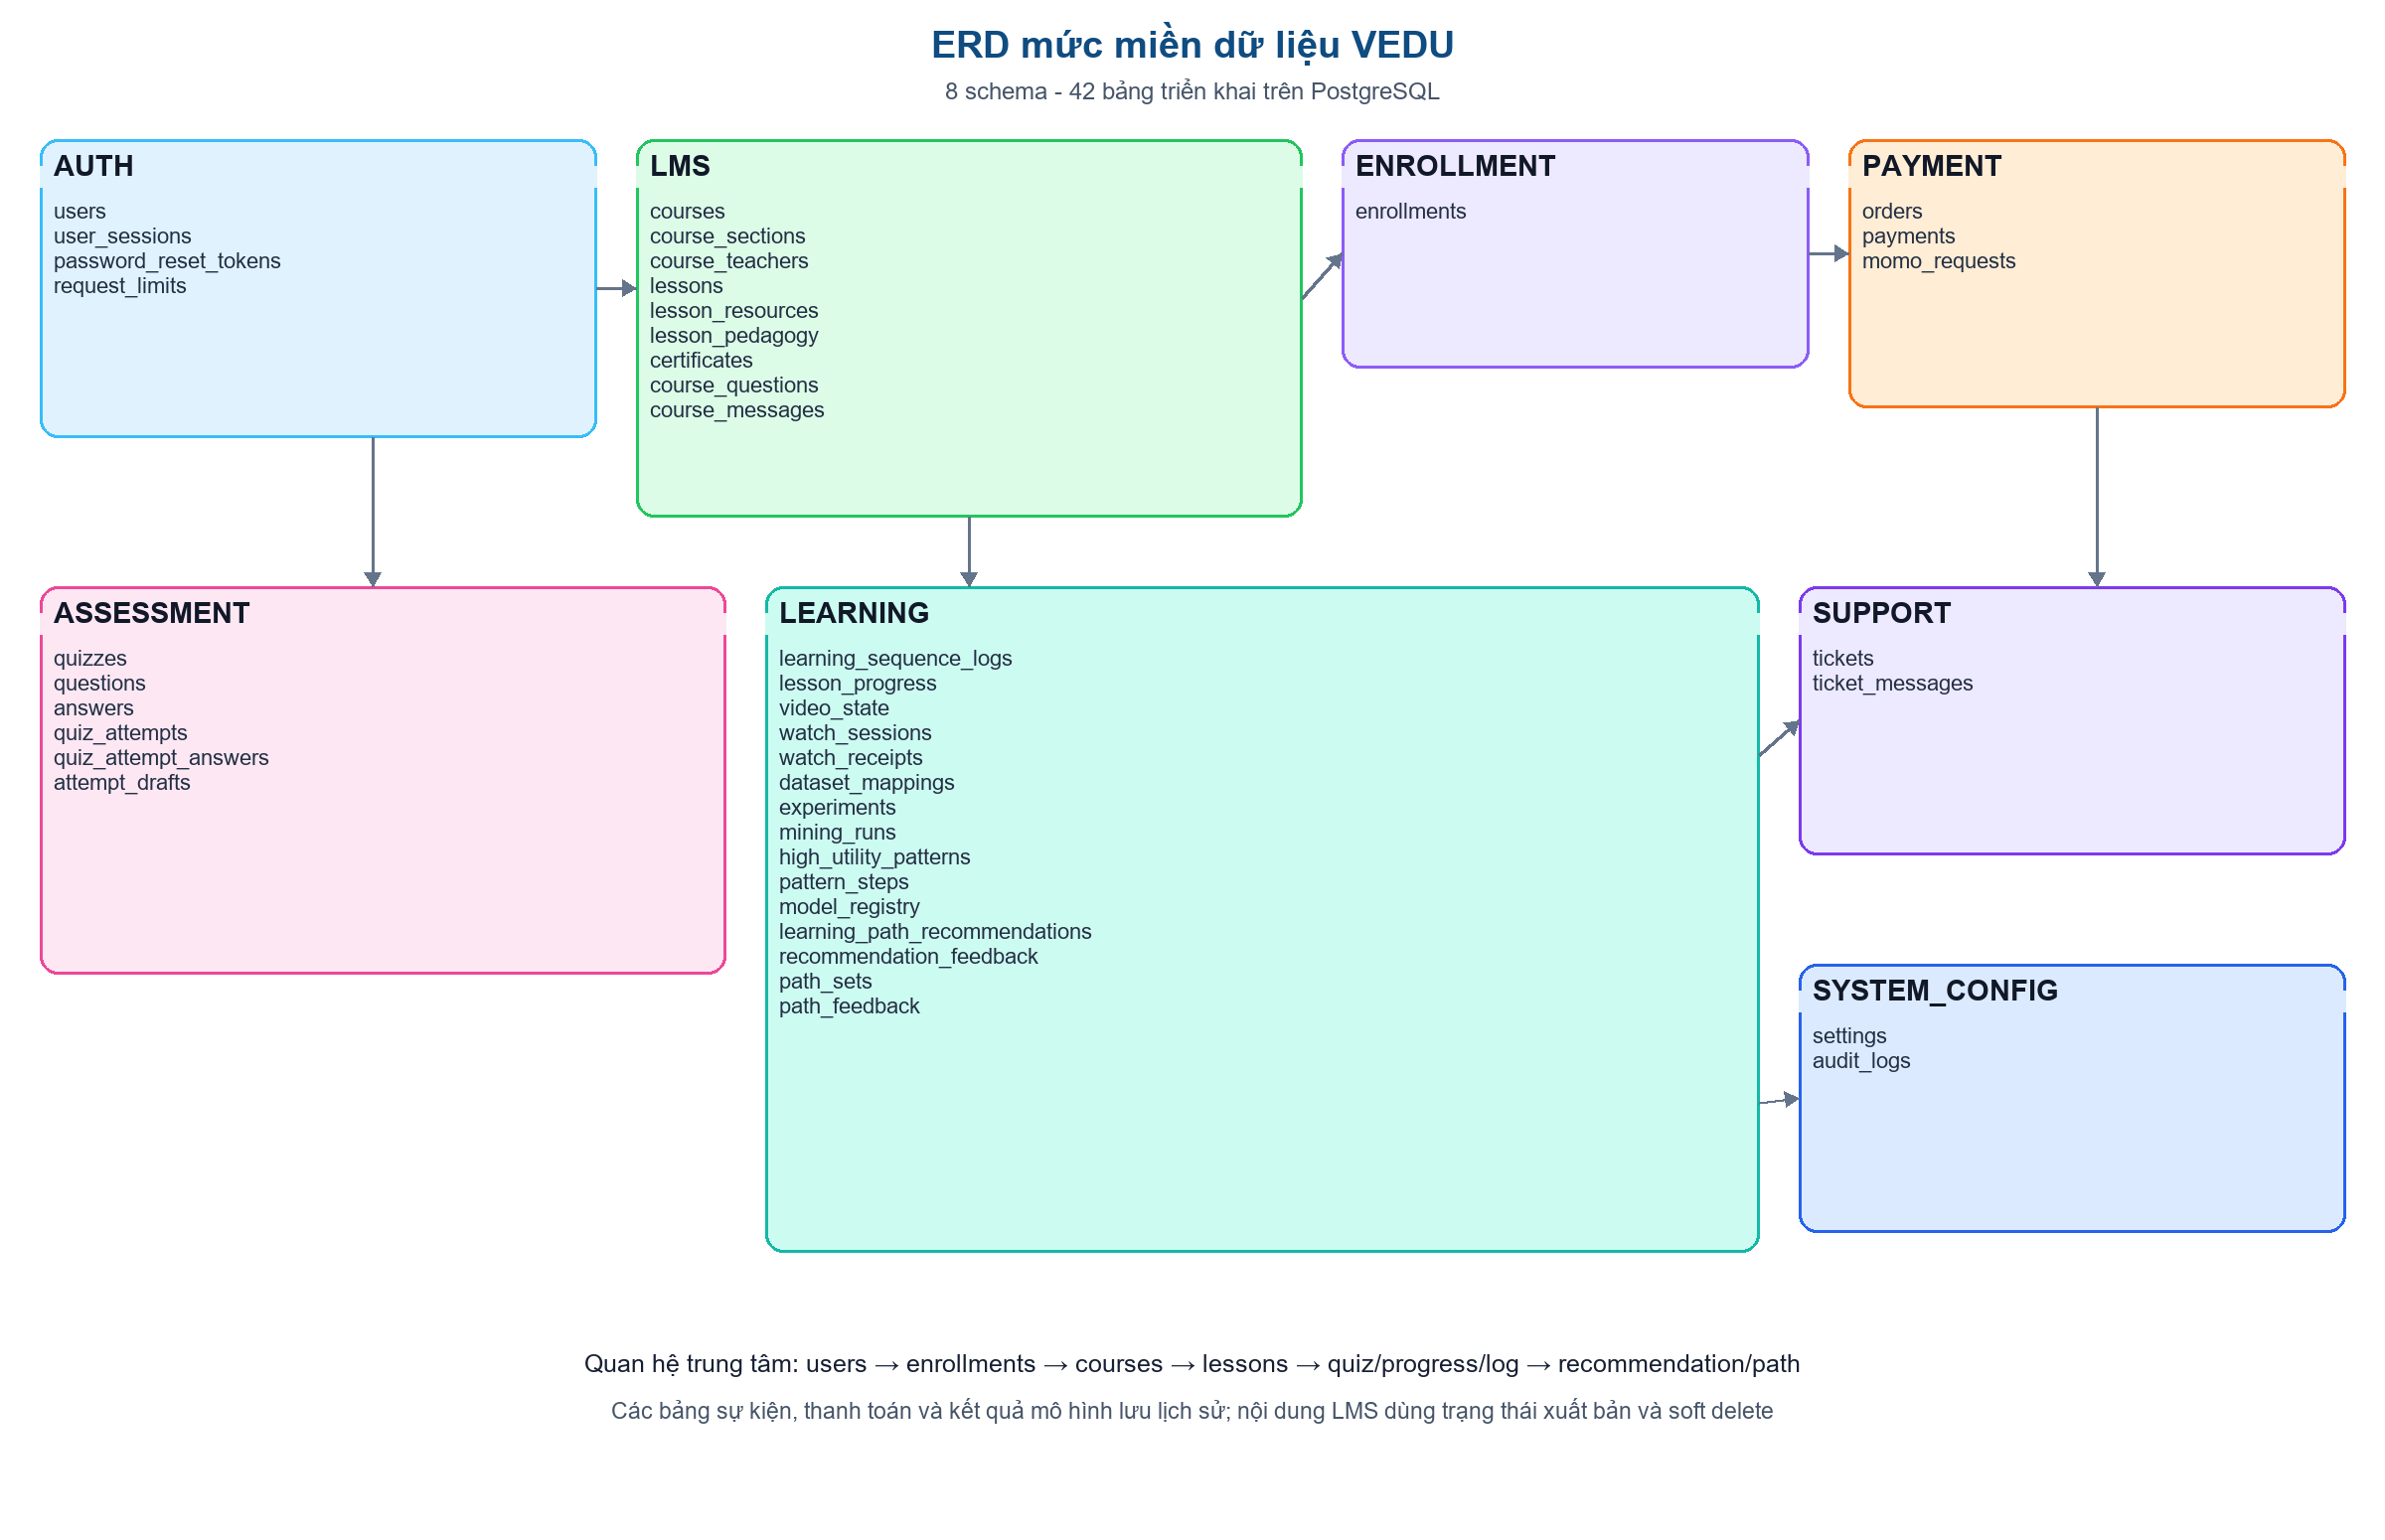 ERD mức miền dữ liệu VEDU
8 schema - 42 bảng triển khai trên PostgreSQL
AUTH
users
user_sessions
password_reset_tokens
request_limits
LMS
courses
course_sections
course_teachers
lessons
lesson_resources
lesson_pedagogy
certificates
course_questions
course_messages
ENROLLMENT
enrollments
PAYMENT
orders
payments
momo_requests
ASSESSMENT
quizzes
questions
answers
quiz_attempts
quiz_attempt_answers
attempt_drafts
LEARNING
learning_sequence_logs
lesson_progress
video_state
watch_sessions
watch_receipts
dataset_mappings
experiments
mining_runs
high_utility_patterns
pattern_steps
model_registry
learning_path_recommendations
recommendation_feedback
path_sets
path_feedback
SUPPORT
tickets
ticket_messages
SYSTEM_CONFIG
settings
audit_logs
Quan hệ trung tâm: users → enrollments → courses → lessons → quiz/progress/log → recommendation/path
Các bảng sự kiện, thanh toán và kết quả mô hình lưu lịch sử; nội dung LMS dùng trạng thái xuất bản và soft delete